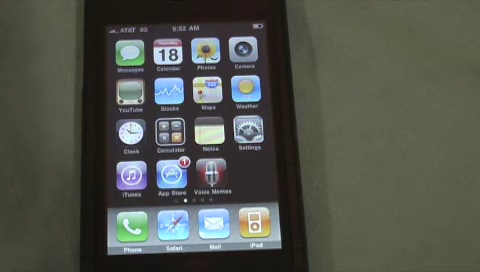 AT&T 3G 6:52 AM
Messages Calendar Photos Camera
Thursday
18
YouTube Stocks Maps Weather
Clock Calculator Notes Settings
1
iTunes App Store Voice Memos
Phone Safari Mail iPod